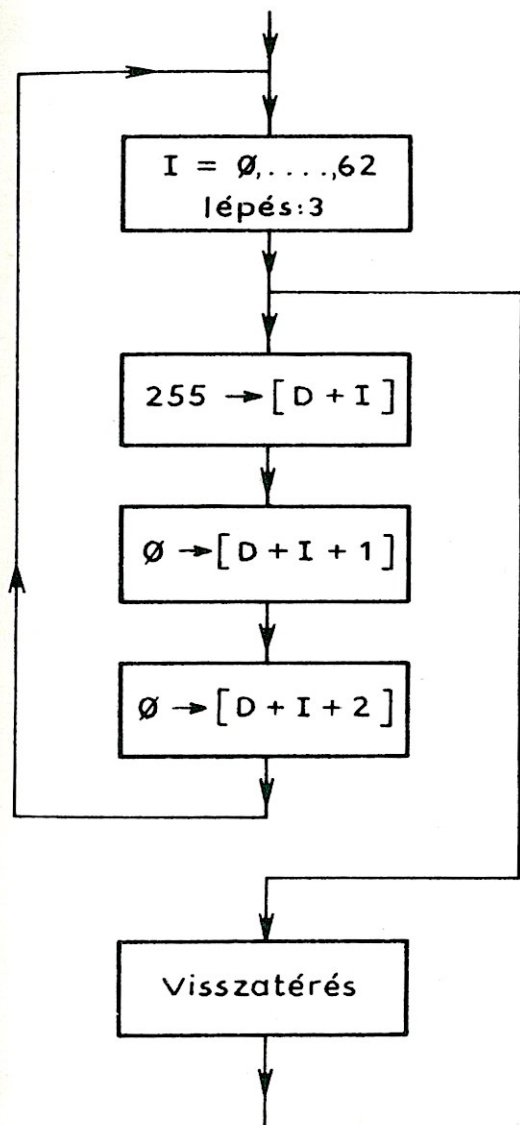 I = Ø,....,62
lépés:3
255 → [D + I]
Ø → [D + I + 1]
Ø → [D + I + 2]
Visszatérés